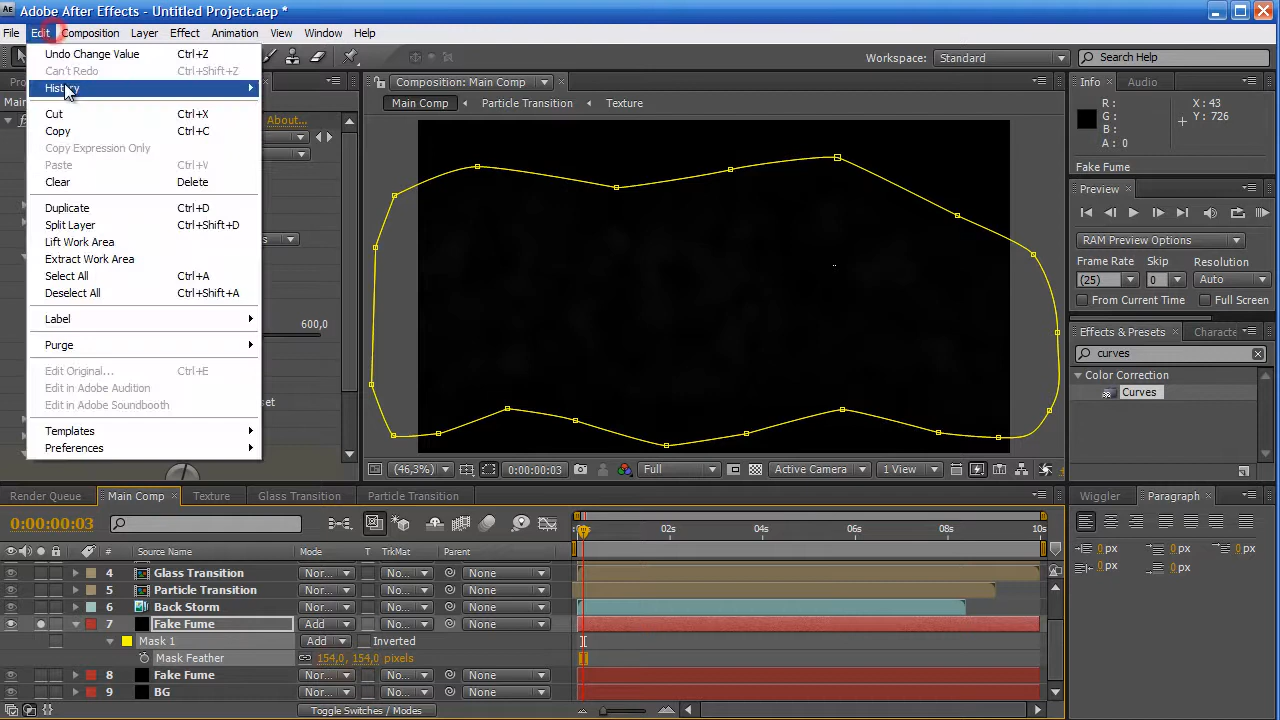 Adobe After Effects - Untitled Project.aep *
File Edit Composition Layer Effect Animation View Window Help
Workspace: Standard Search Help
Undo Change Value Ctrl+Z
Can't Redo Ctrl+Shift+Z
History
Cut Ctrl+X
Copy Ctrl+C
Copy Expression Only
Paste Ctrl+V
Clear Delete
Duplicate Ctrl+D
Split Layer Ctrl+Shift+D
Lift Work Area
Extract Work Area
Select All Ctrl+A
Deselect All Ctrl+Shift+A
Label
Purge
Edit Original... Ctrl+E
Edit in Adobe Audition
Edit in Adobe Soundbooth
Templates
Preferences
About...
600,0
Composition: Main Comp
Main Comp Particle Transition Texture
(46,3%) 0:00:00:03 Full Active Camera 1 View
Info Audio
R:
G:
B:
A: 0
X: 43
Y: 726
Fake Fume
Preview
RAM Preview Options
Frame Rate Skip Resolution
(25) 0 Auto
From Current Time Full Screen
Effects & Presets
curves
Color Correction
Curves
Render Queue Main Comp Texture Glass Transition Particle Transition
0:00:00:03
# Source Name Mode T TrkMat Parent
02s 04s 06s 08s 10s
4 Glass Transition Nor... No... None
5 Particle Transition Nor... No... None
6 Back Storm Nor... No... None
7 Fake Fume Add No... None
Mask 1 Add Inverted
Mask Feather 154,0, 154,0 pixels
8 Fake Fume Nor... No... None
9 BG Nor... No... None
Toggle Switches / Modes
Wiggler Paragraph
0 px 0 px 0 px
0 px 0 px